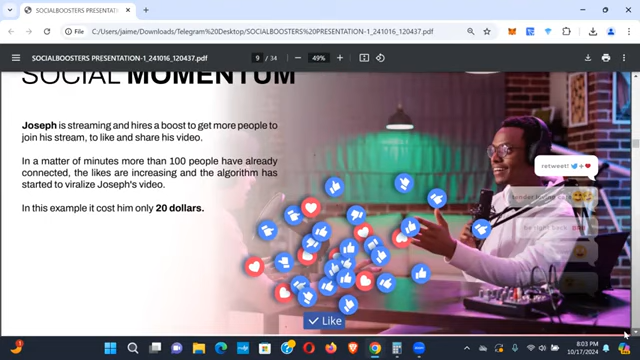 SOCIALBOOSTERS PRESENTAT
File
C:/Users/jaime/Downloads/Telegram%20Desktop/SOCIALBOOSTERS%20PRESENTATION-1_241016_120437.pdf
SOCIALBOOSTERS PRESENTATION-1_241016_120437.pdf
9 / 34
49%
SOCIAL MOMENTUM
Joseph is streaming and hires a boost to get more people to
join his stream, to like and share his video.
In a matter of minutes more than 100 people have already
connected, the likes are increasing and the algorithm has
started to viralize Joseph's video.
In this example it cost him only 20 dollars.
retweet!
Like
8:03 PM
10/17/2024